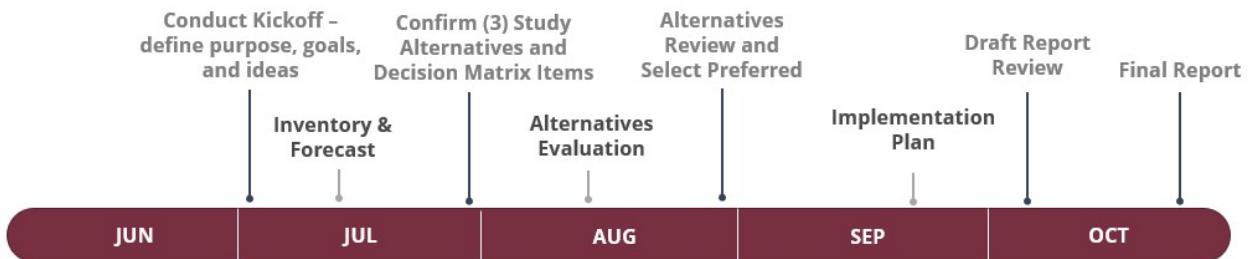 Conduct Kickoff –
define purpose, goals,
and ideas
Confirm (3) Study
Alternatives and
Decision Matrix Items
Alternatives
Review and
Select Preferred
Draft Report
Review
Final Report
Inventory &
Forecast
Alternatives
Evaluation
Implementation
Plan
JUN
JUL
AUG
SEP
OCT